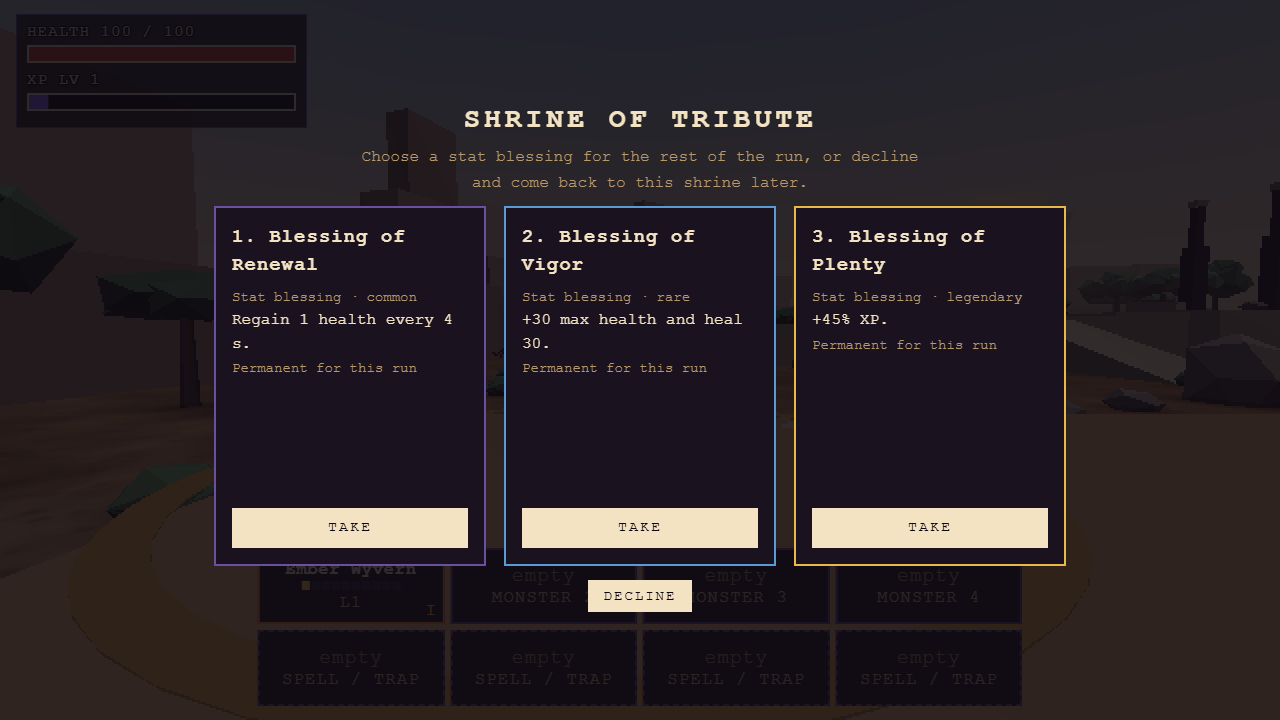 HEALTH 100 / 100
XP LV 1
SHRINE OF TRIBUTE
Choose a stat blessing for the rest of the run, or decline
and come back to this shrine later.
1. Blessing of
Renewal
Stat blessing · common
Regain 1 health every 4
s.
Permanent for this run
TAKE
2. Blessing of
Vigor
Stat blessing · rare
+30 max health and heal
30.
Permanent for this run
TAKE
3. Blessing of
Plenty
Stat blessing · legendary
+45% XP.
Permanent for this run
TAKE
DECLINE
Ember Wyvern
L1
I
empty
MONSTER
empty
MONSTER 3
empty
MONSTER 4
empty
SPELL / TRAP
empty
SPELL / TRAP
empty
SPELL / TRAP
empty
SPELL / TRAP